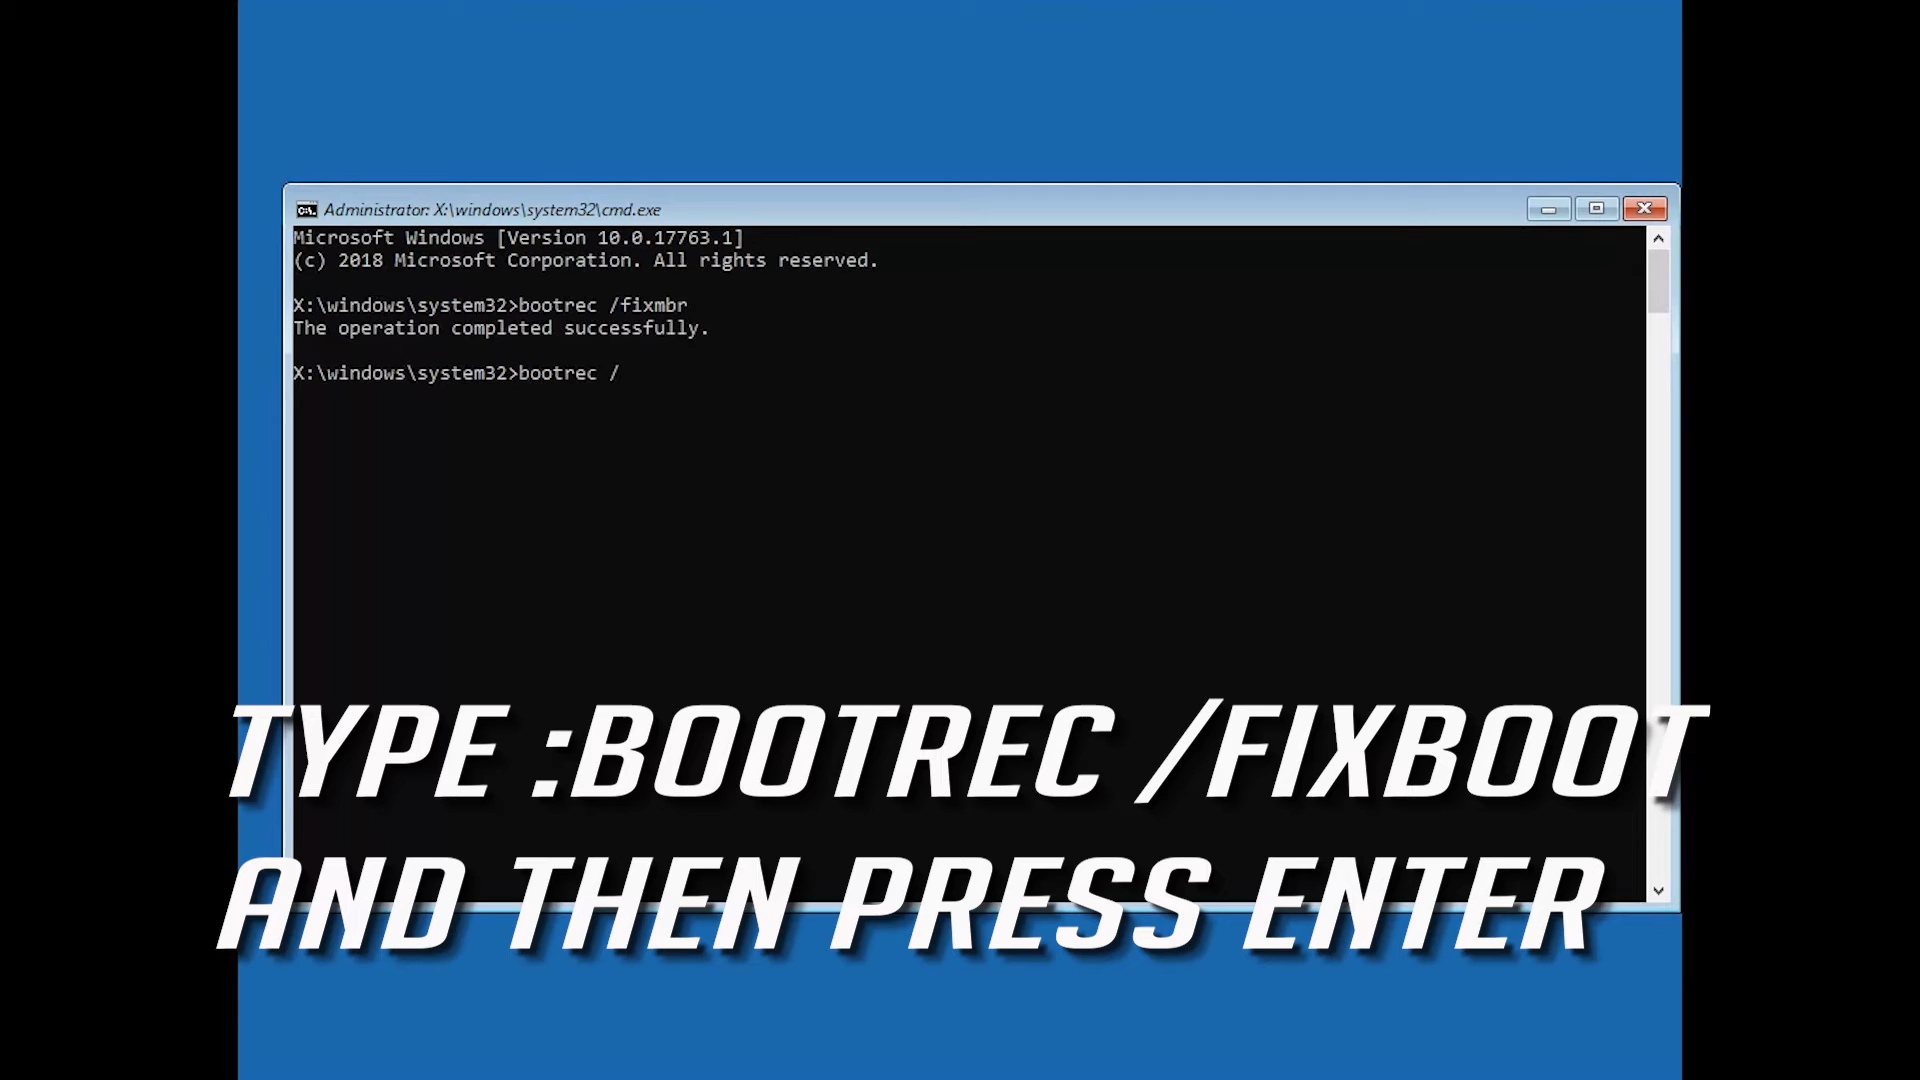 Administrator: X:\windows\system32\cmd.exe
Microsoft Windows [Version 10.0.17763.1]
(c) 2018 Microsoft Corporation. All rights reserved.
X:\windows\system32>bootrec /fixmbr
The operation completed successfully.
X:\windows\system32>bootrec /
TYPE :BOOTREC /FIXBOOT
AND THEN PRESS ENTER